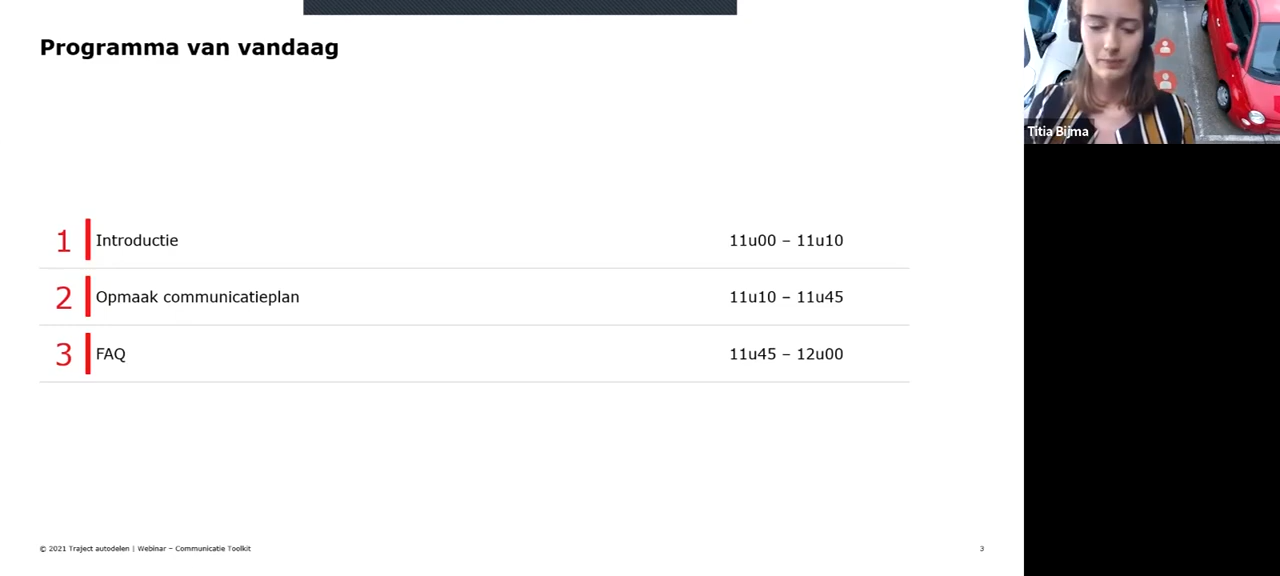 Programma van vandaag
1 Introductie 11u00 – 11u10
2 Opmaak communicatieplan 11u10 – 11u45
3 FAQ 11u45 – 12u00
© 2021 Traject autodelen | Webinar – Communicatie Toolkit 3
Titia Bijma